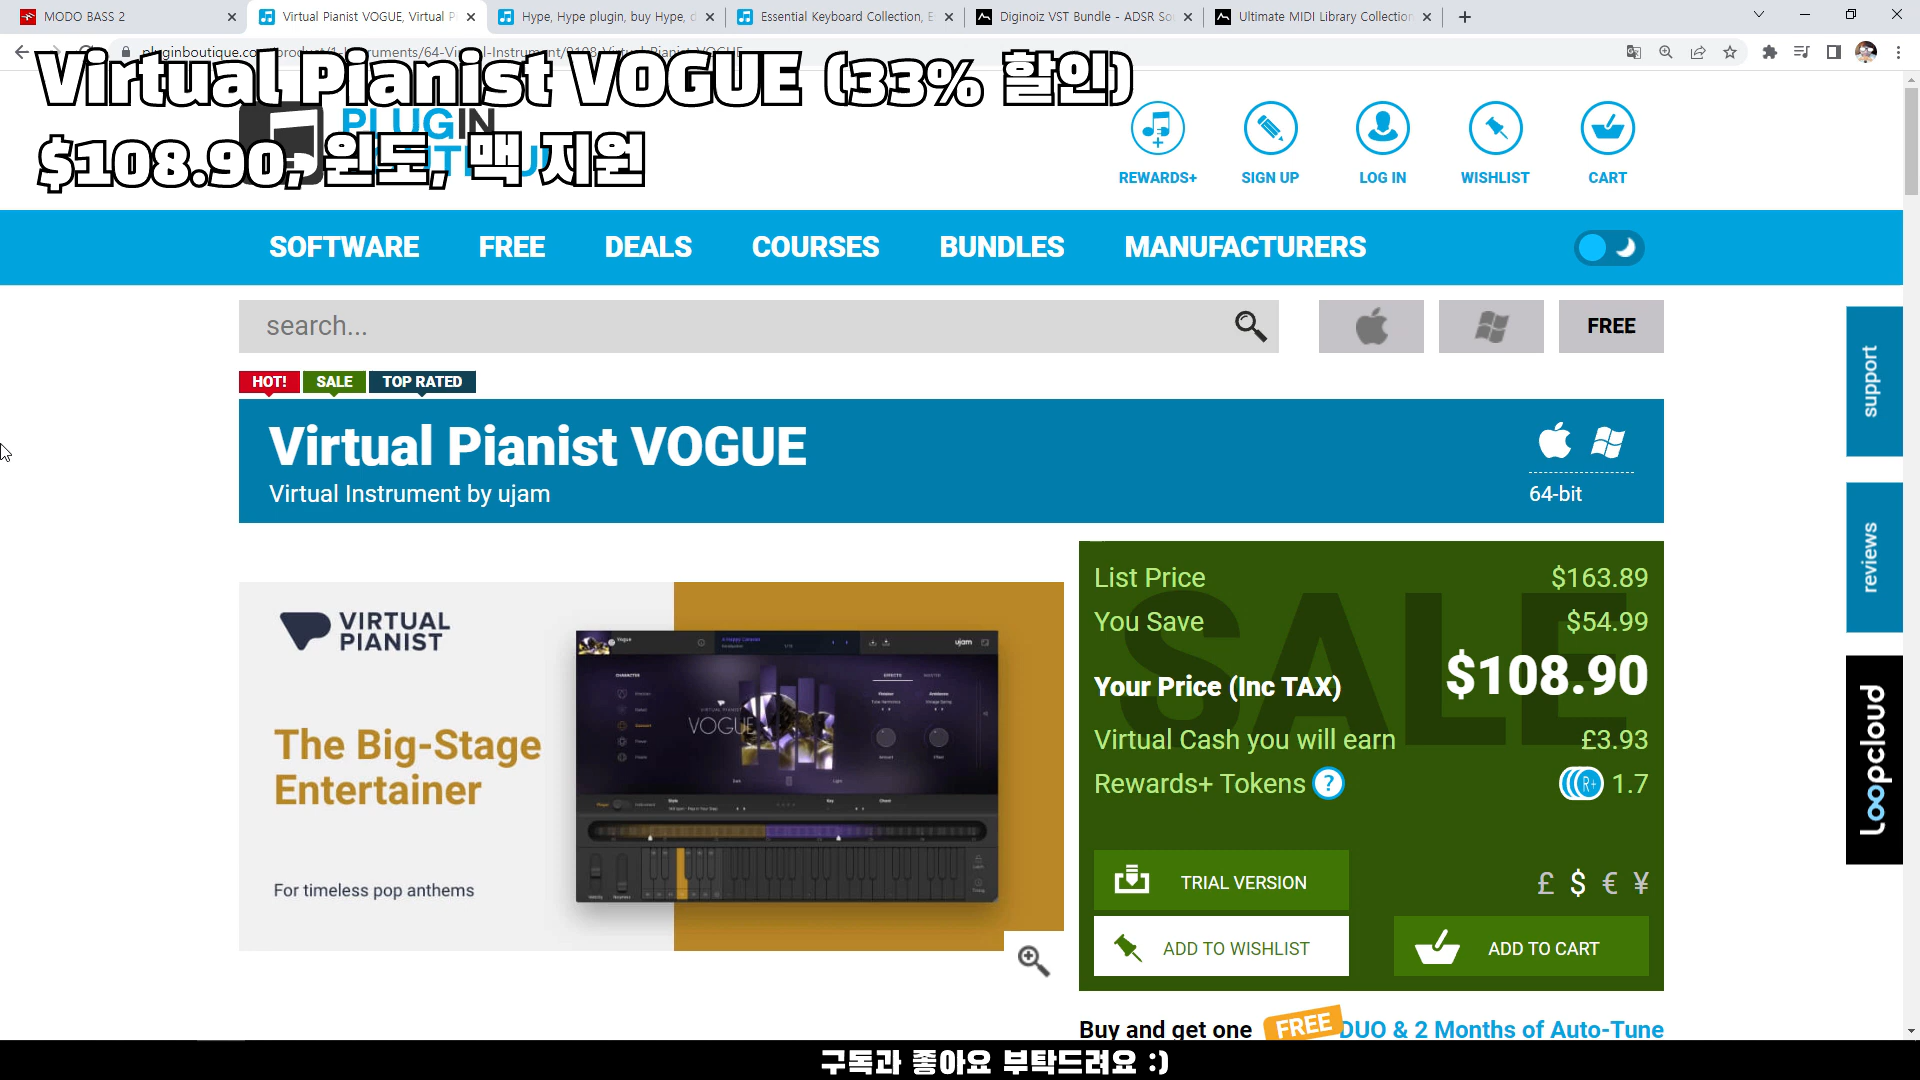 MODO BASS 2
Virtual Pianist VOGUE, Virtual P
Hype, Hype plugin, buy Hype, d
Essential Keyboard Collection, E
Diginoiz VST Bundle - ADSR So
Ultimate MIDI Library Collection
Virtual Pianist VOGUE (33% 할인)
$108.90, 윈도, 맥 지원
PLUGIN
REWARDS+
SIGN UP
LOG IN
WISHLIST
CART
SOFTWARE
FREE
DEALS
COURSES
BUNDLES
MANUFACTURERS
search...
FREE
HOT!
SALE
TOP RATED
Virtual Pianist VOGUE
Virtual Instrument by ujam
64-bit
support
reviews
loopcloud
VIRTUAL
PIANIST
The Big-Stage
Entertainer
For timeless pop anthems
Vogue
ujam
CHARACTER
VIRTUAL PIANIST
VOGUE
SALE
List Price $163.89
You Save $54.99
Your Price (Inc TAX) $108.90
Virtual Cash you will earn £3.93
Rewards+ Tokens ? R+ 1.7
TRIAL VERSION
£ $ € ¥
ADD TO WISHLIST
ADD TO CART
Buy and get one FREE DUO & 2 Months of Auto-Tune
구독과 좋아요 부탁드려요 :)